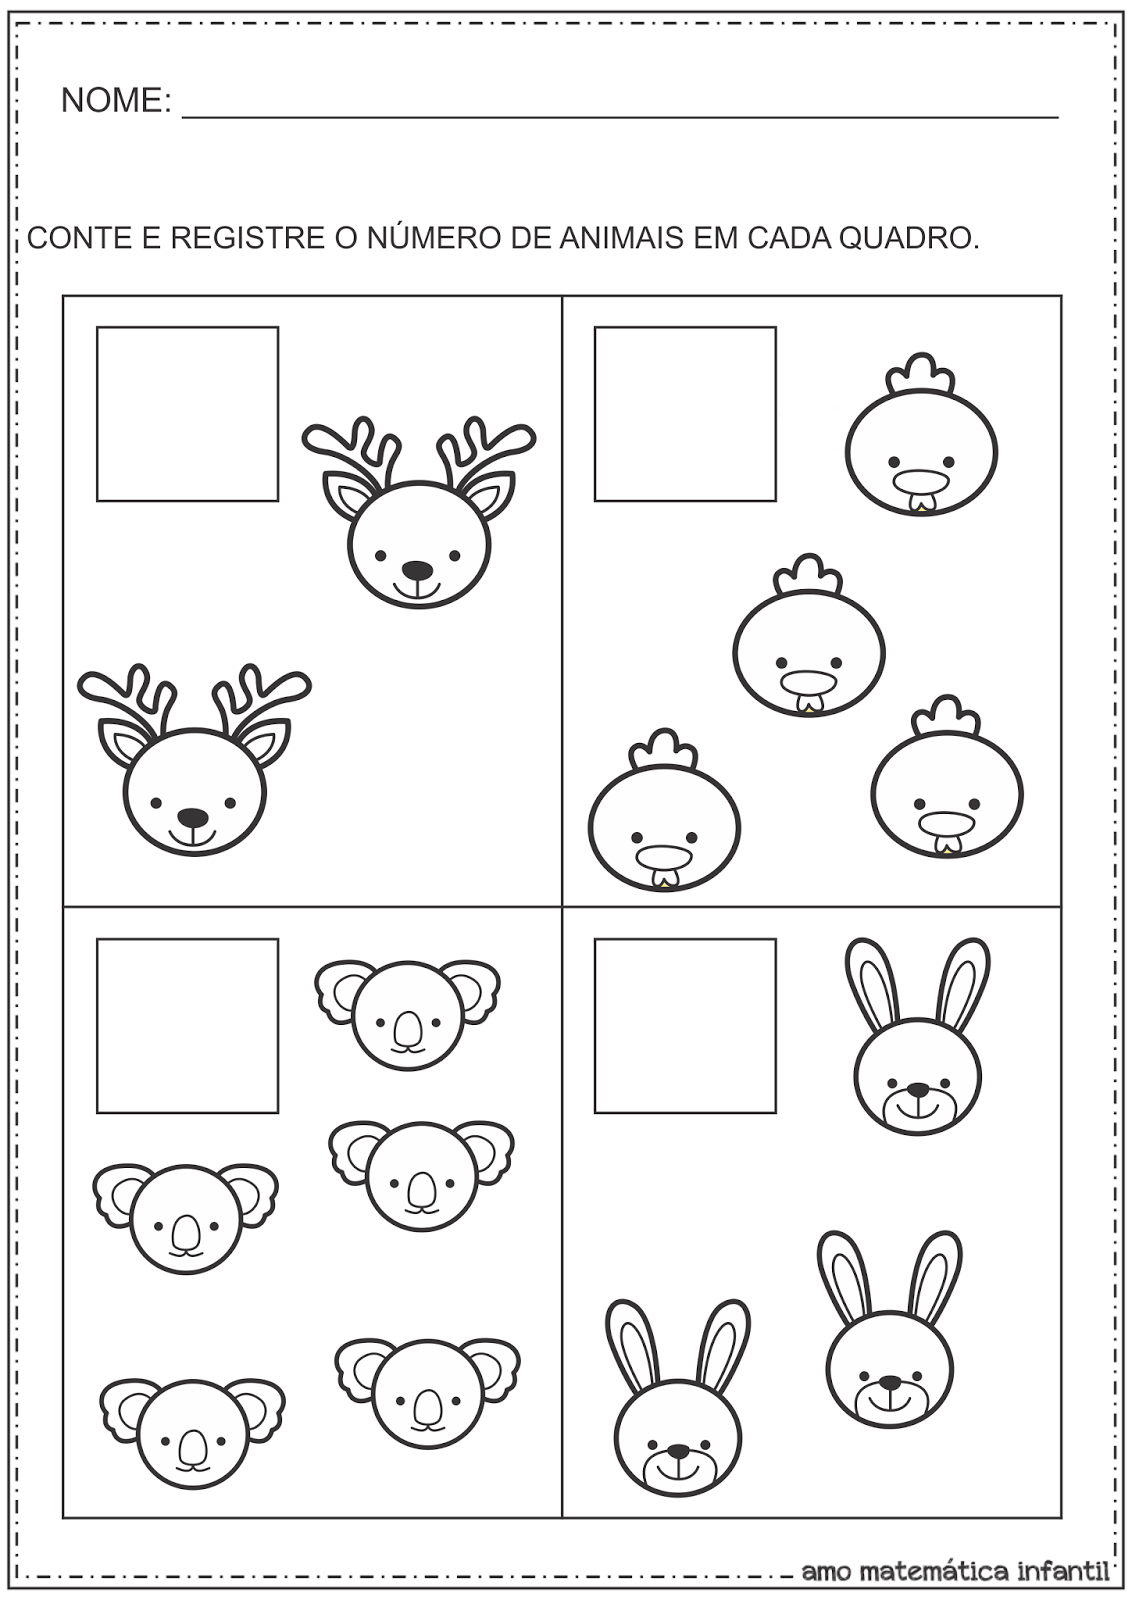 NOME:
CONTE E REGISTRE O NÚMERO DE ANIMAIS EM CADA QUADRO.
amo matemática infantil